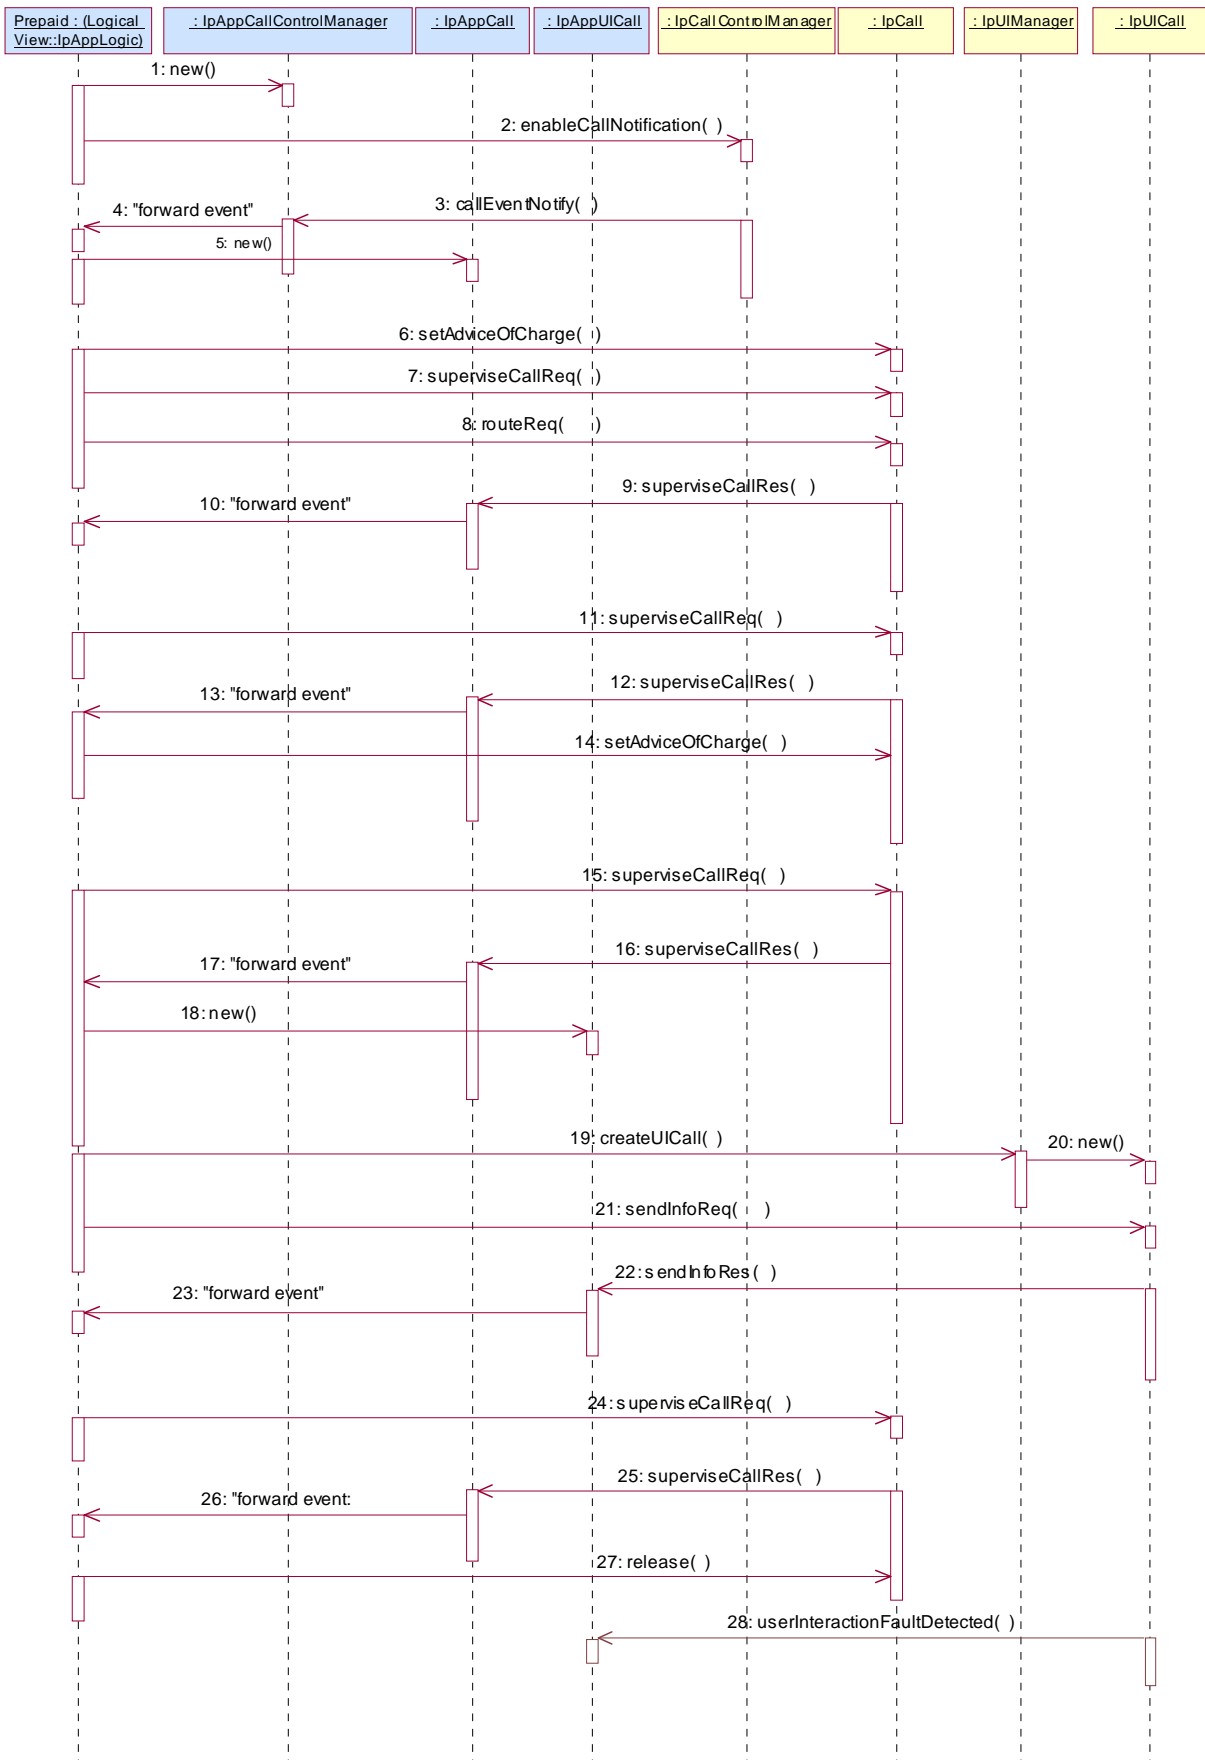 Prepaid : (Logical
View::IpAppLogic)
: IpAppCallControlManager
: IpAppCall
: IpAppUICall
: IpCallControlManager
: IpCall
: IpUIManager
: IpUICall
1: new()
2: enableCallNotification( )
3: callEventNotify( )
4: "forward event"
5: new()
6: setAdviceOfCharge( )
7: superviseCallReq( )
8: routeReq( )
9: superviseCallRes( )
10: "forward event"
11: superviseCallReq( )
12: superviseCallRes( )
13: "forward event"
14: setAdviceOfCharge( )
15: superviseCallReq( )
16: superviseCallRes( )
17: "forward event"
18: new()
19: createUICall( )
20: new()
21: sendInfoReq( )
22: sendInfoRes( )
23: "forward event"
24: superviseCallReq( )
25: superviseCallRes( )
26: "forward event:
27: release( )
28: userInteractionFaultDetected( )